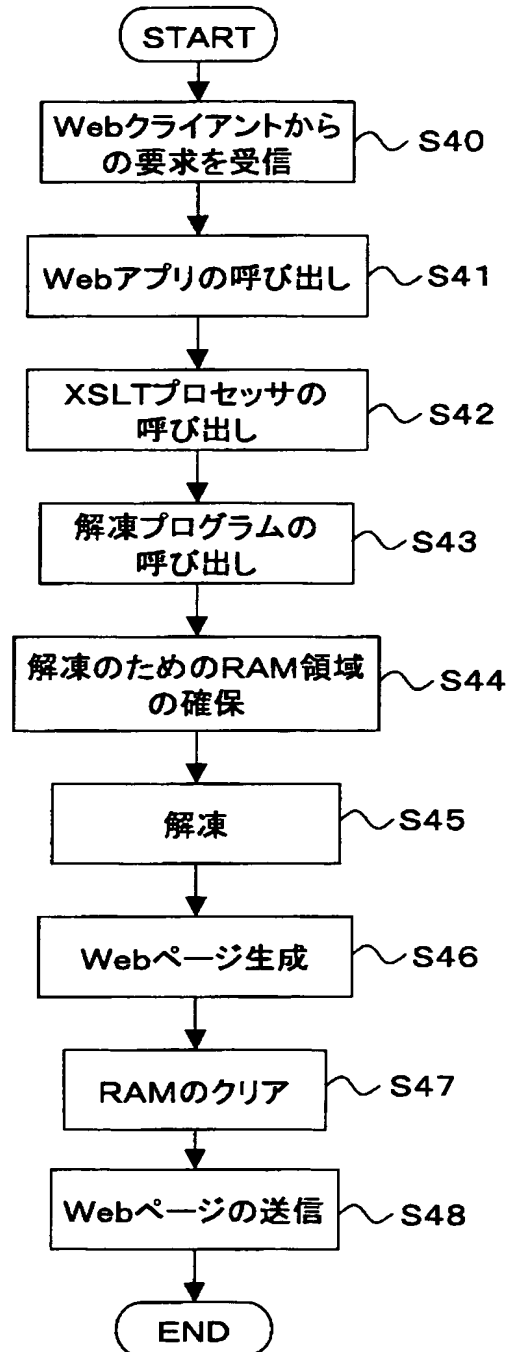 START
Webクライアントから
の要求を受信
S40
Webアプリの呼び出し
S41
XSLTプロセッサの
呼び出し
S42
解凍プログラムの
呼び出し
S43
解凍のためのRAM領域
の確保
S44
解凍
S45
Webページ生成
S46
RAMのクリア
S47
Webページの送信
S48
END